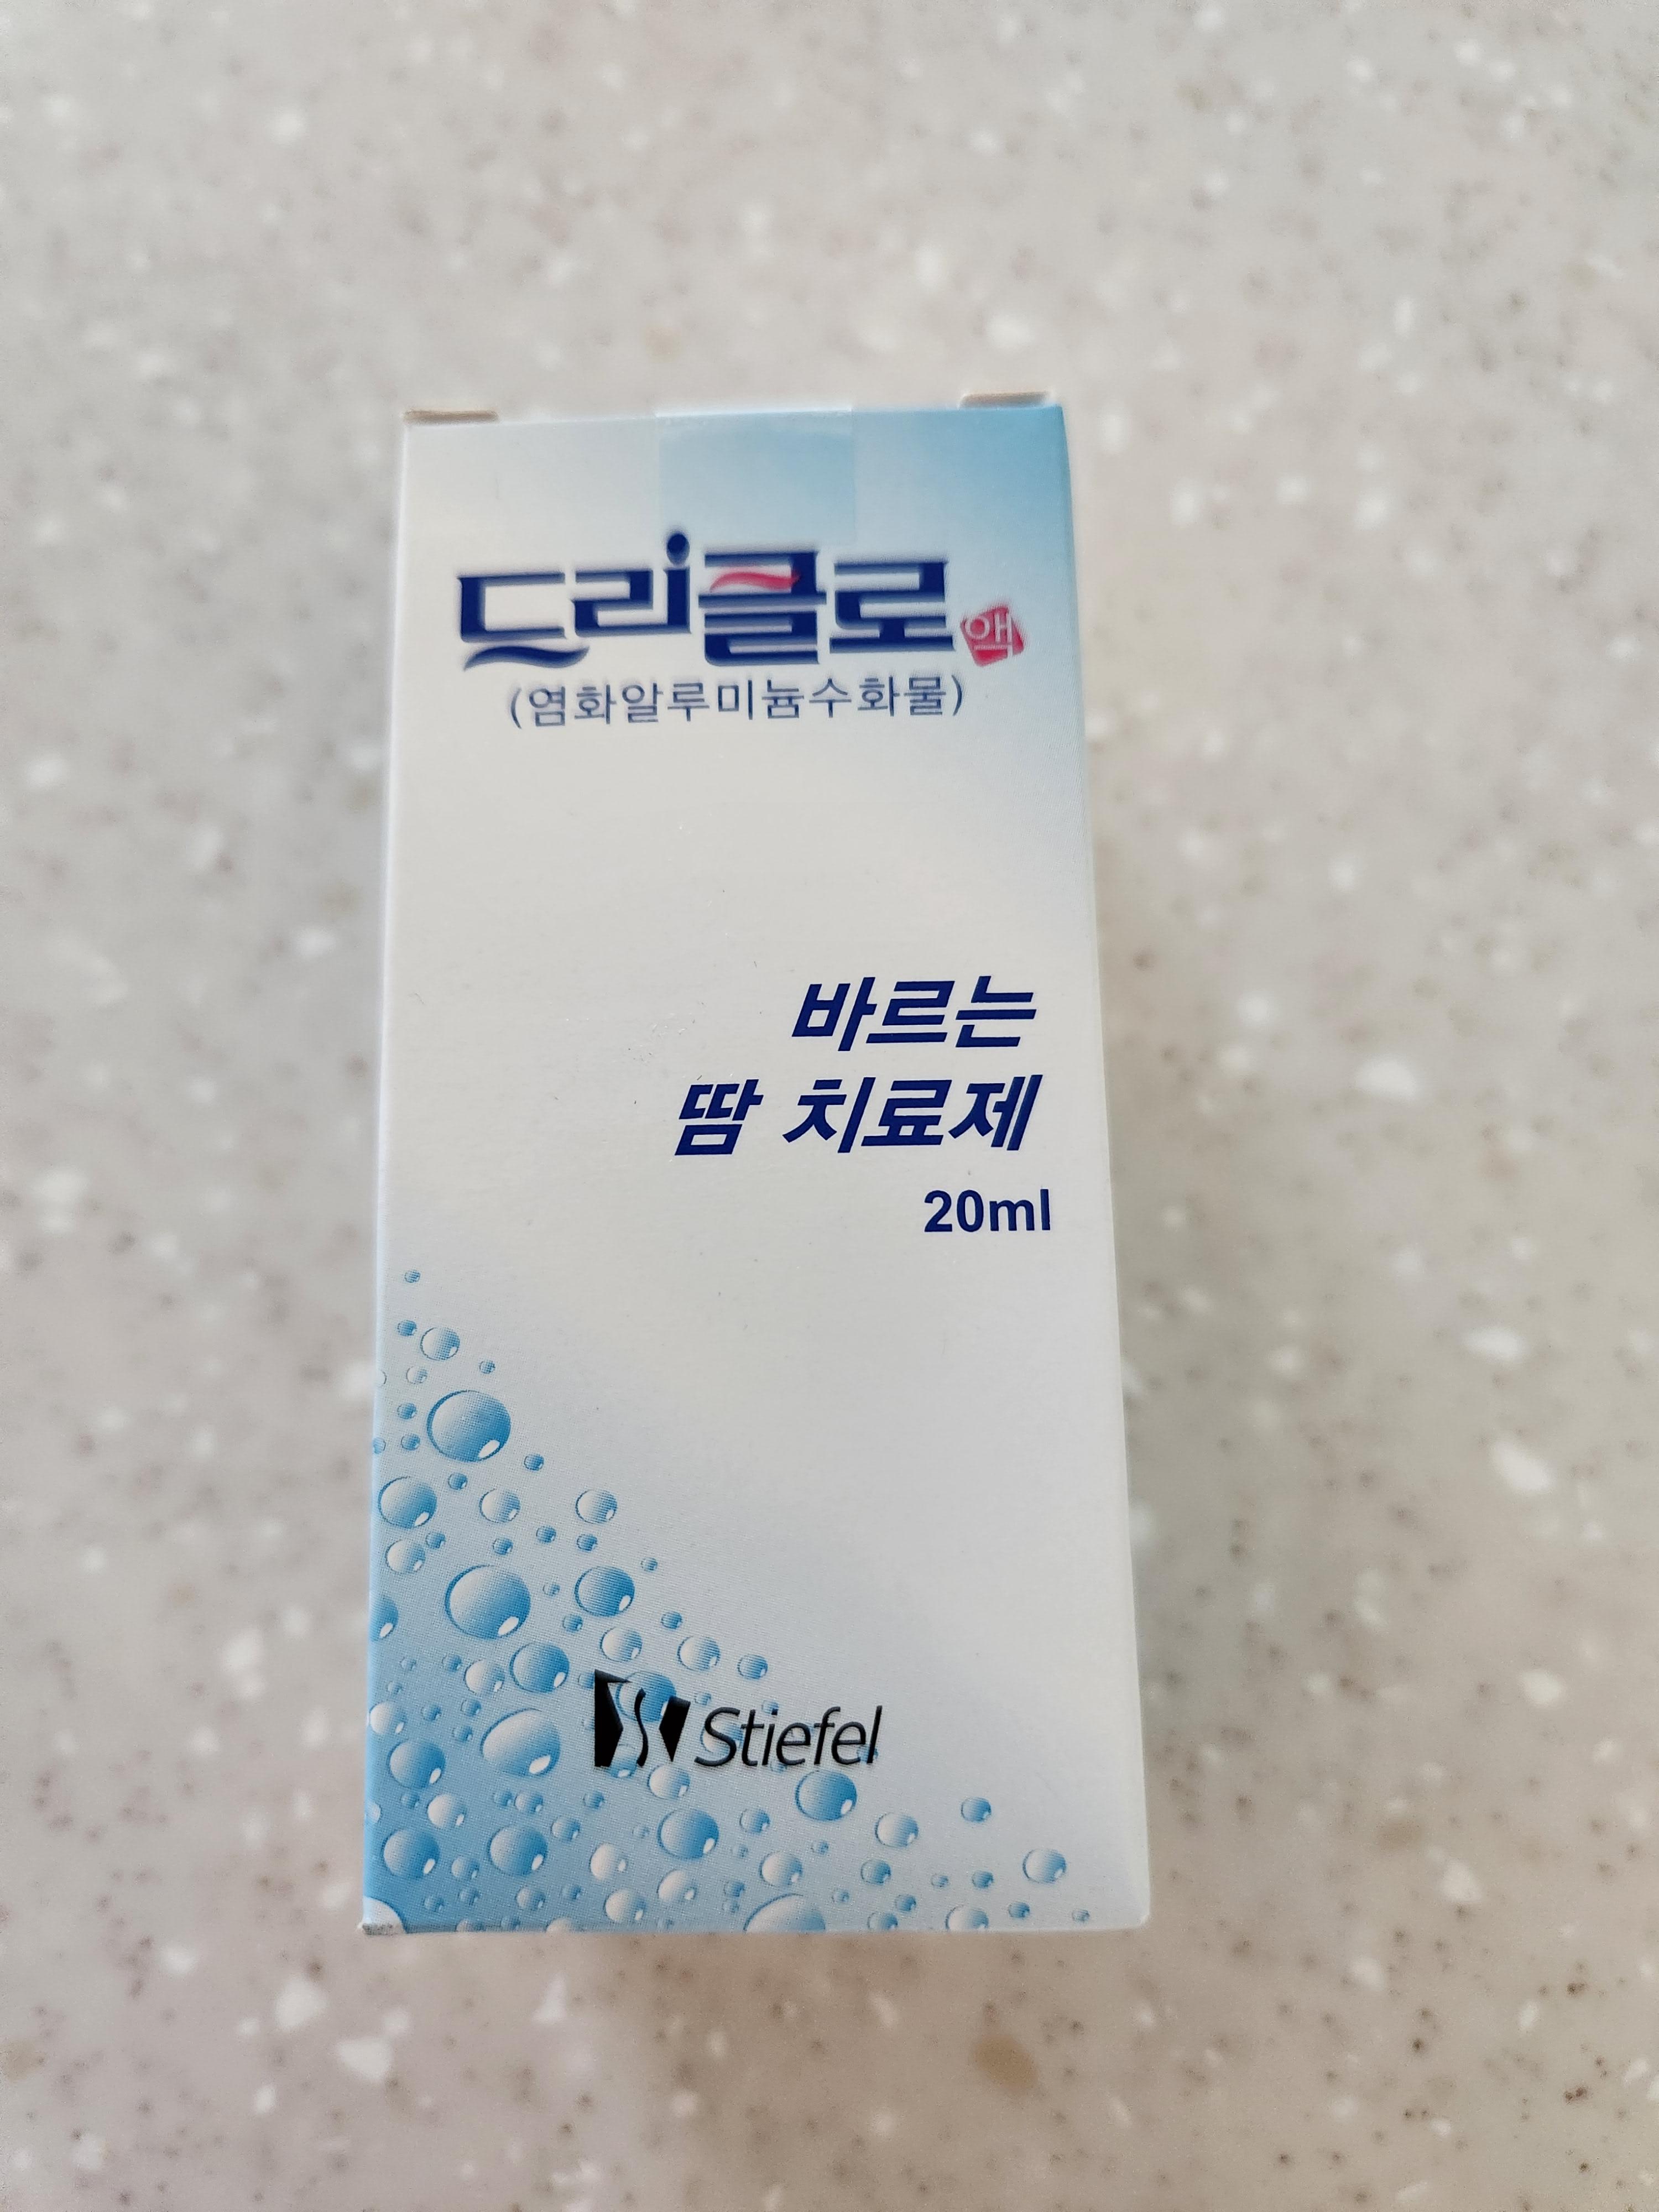 드리클로액
(염화알루미늄수화물)
바르는
땀 치료제
20ml
Stiefel